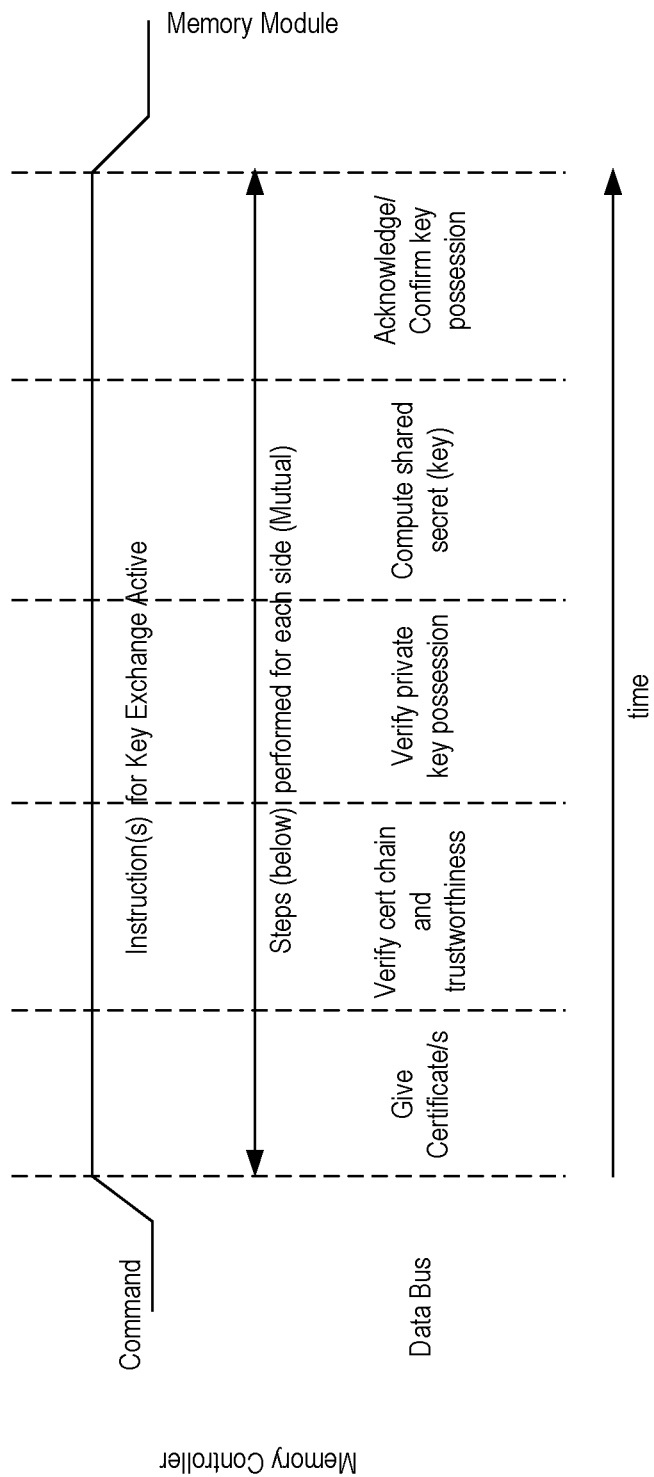 Memory Controller
Command
Instruction(s) for Key Exchange Active
Memory Module
Steps (below) performed for each side (Mutual)
Data Bus
Give
Certificate/s
Verify cert chain
and
trustworthiness
Verify private
key possession
Compute shared
secret (key)
Acknowledge/
Confirm key
possession
time